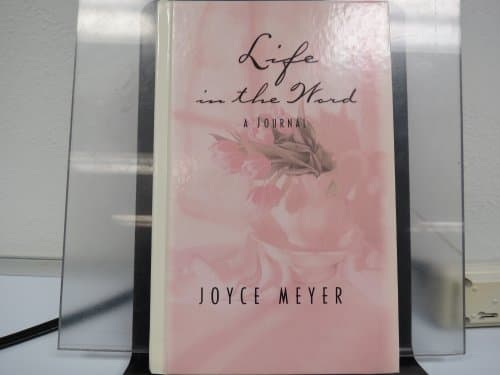 Life
in the Word
A JOURNAL
JOYCE MEYER